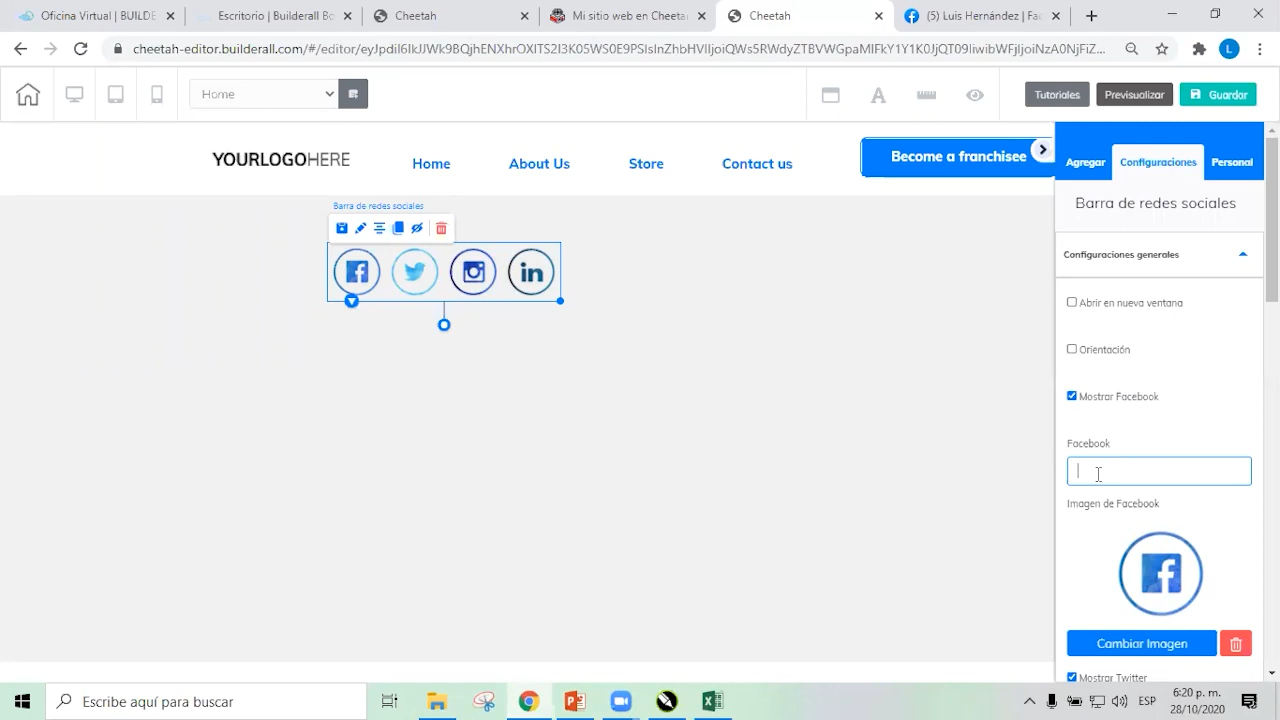 Oficina Virtual | BUILDE
Escritorio | Builderall Bo
Cheetah
Mi sitio web en Cheeta
Cheetah
(5) Luis Hernández | Fac
cheetah-editor.builderall.com/#/editor/
Home
Tutoriales
Previsualizar
Guardar
YOURLOGOHERE
Home
About Us
Store
Contact us
Become a franchisee
Agregar
Configuraciones
Personal
Barra de redes sociales
Barra de redes sociales
Configuraciones generales
Abrir en nueva ventana
Orientación
Mostrar Facebook
Facebook
Imagen de Facebook
Cambiar Imagen
Mostrar Twitter
Escribe aquí para buscar
ESP
6:20 p. m.
28/10/2020